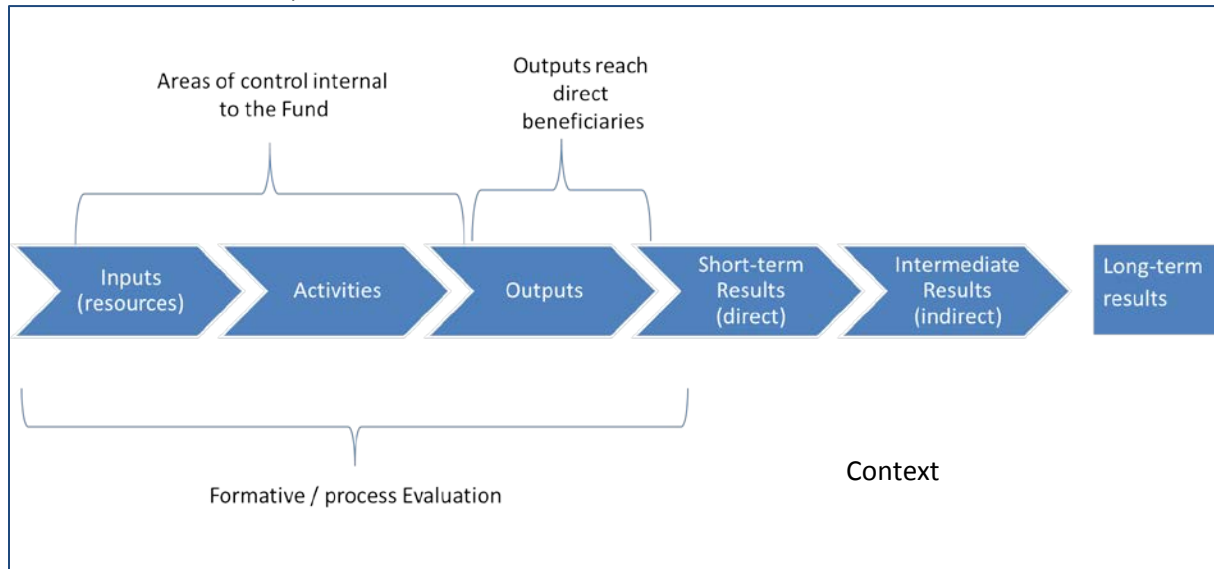 Areas of control internal
to the Fund
Outputs reach
direct
beneficiaries
Inputs
(resources)
Activities
Outputs
Short-term
Results
(direct)
Intermediate
Results
(indirect)
Long-term
results
Context
Formative / process Evaluation